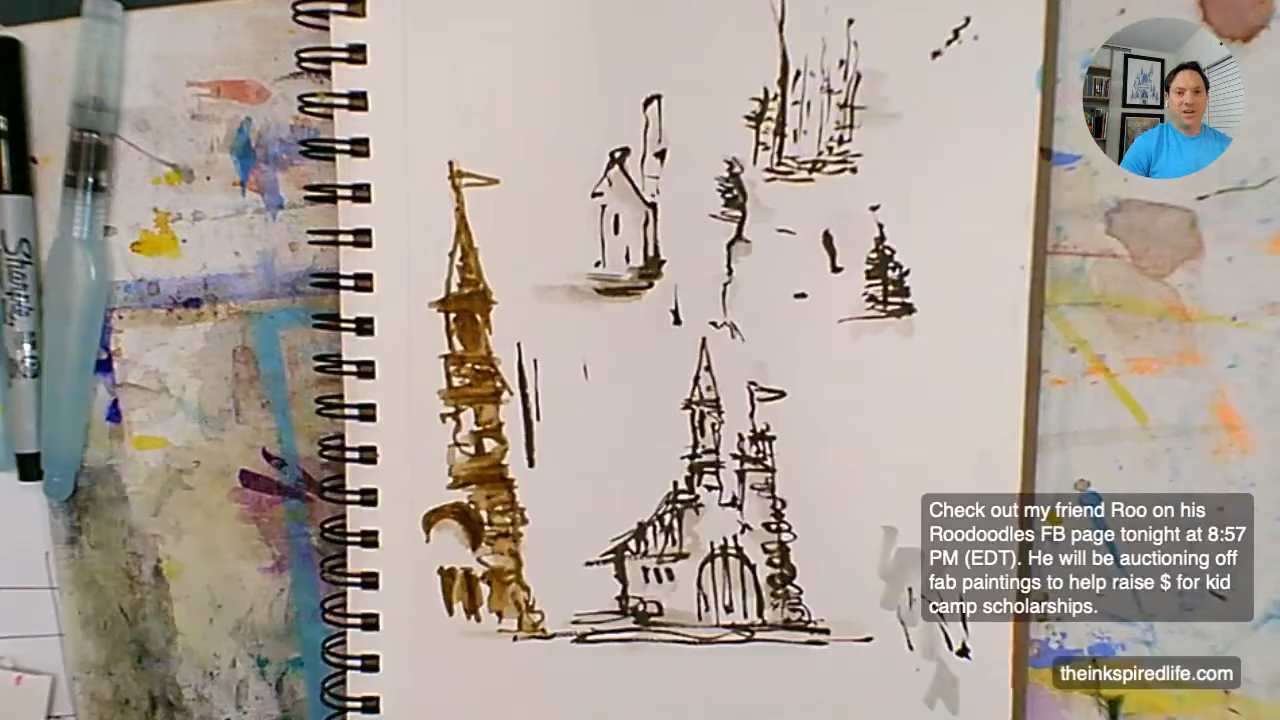 Sharpie
Check out my friend Roo on his
Roodoodles FB page tonight at 8:57
PM (EDT). He will be auctioning off
fab paintings to help raise $ for kid
camp scholarships.
theinkspiredlife.com